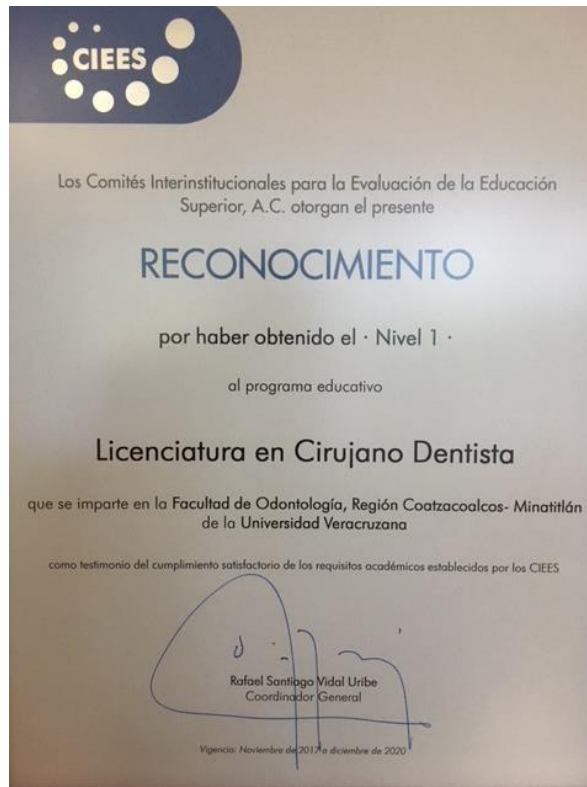 CIEES
Los Comités Interinstitucionales para la Evaluación de la Educación
Superior, A.C. otorgan el presente
RECONOCIMIENTO
por haber obtenido el · Nivel 1 ·
al programa educativo
Licenciatura en Cirujano Dentista
que se imparte en la Facultad de Odontología, Región Coatzacoalcos- Minatitlán
de la Universidad Veracruzana
como testimonio del cumplimiento satisfactorio de los requisitos académicos establecidos por los CIEES
Rafael Santiago Vidal Uribe
Coordinador General
Vigencia: Noviembre de 2017 a diciembre de 2020